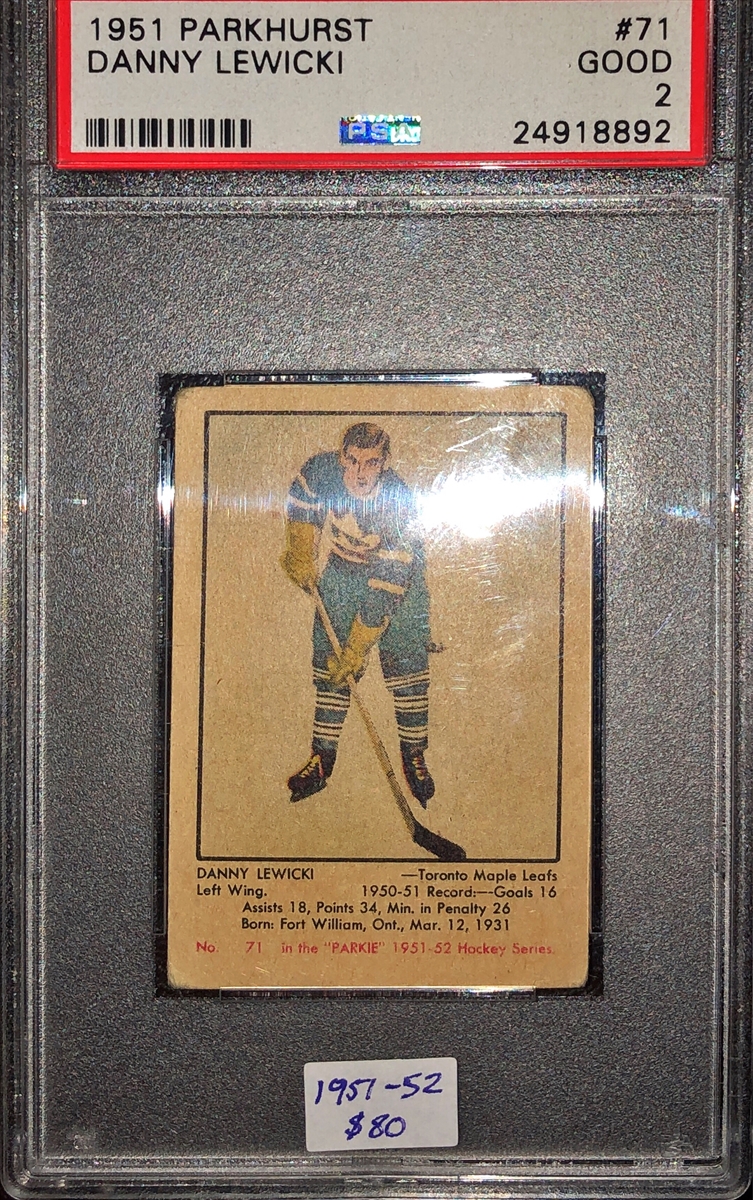 1951 PARKHURST #71
DANNY LEWICKI GOOD
2
PSA 24918892
DANNY LEWICKI —Toronto Maple Leafs
Left Wing. 1950-51 Record:—Goals 16
Assists 18, Points 34, Min. in Penalty 26
Born: Fort William, Ont., Mar. 12, 1931
No. 71 in the "PARKIE" 1951-52 Hockey Series.
1951-52
$80